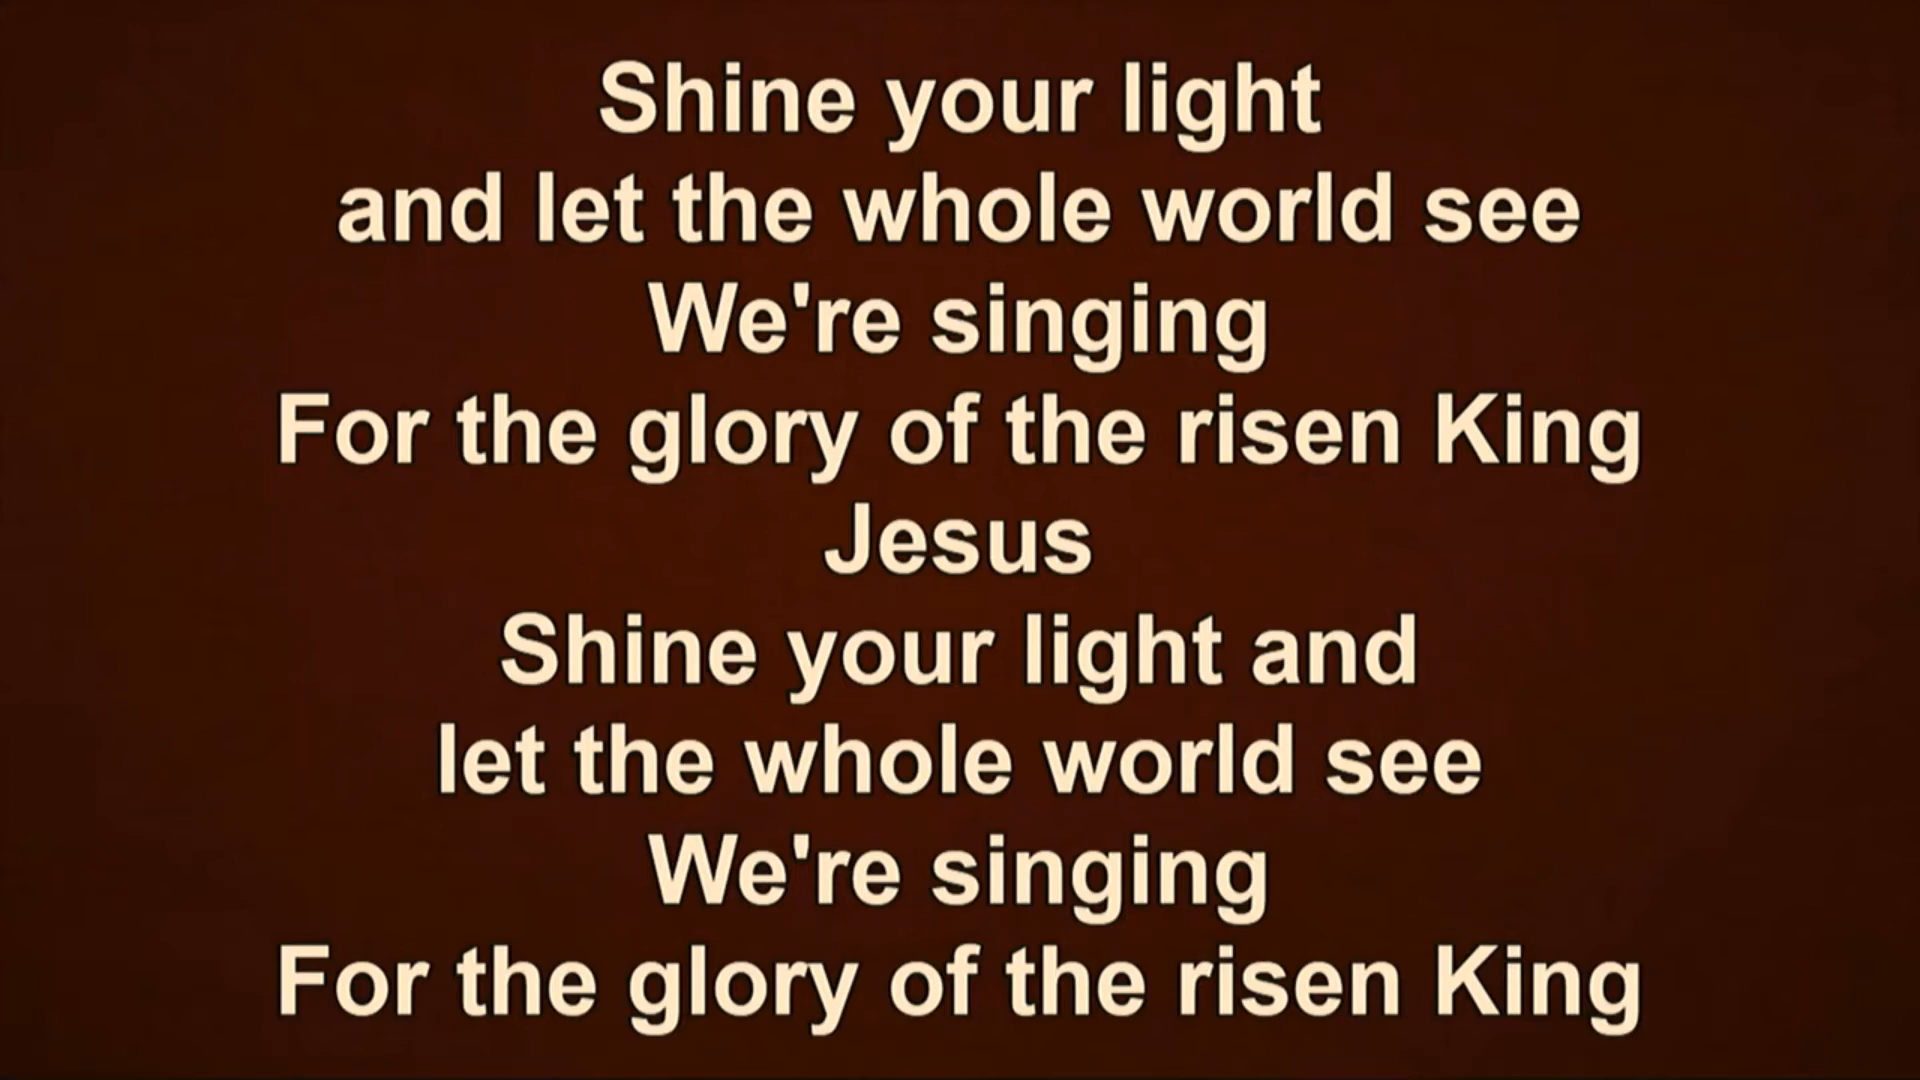 Shine your light
and let the whole world see
We're singing
For the glory of the risen King
Jesus
Shine your light and
let the whole world see
We're singing
For the glory of the risen King